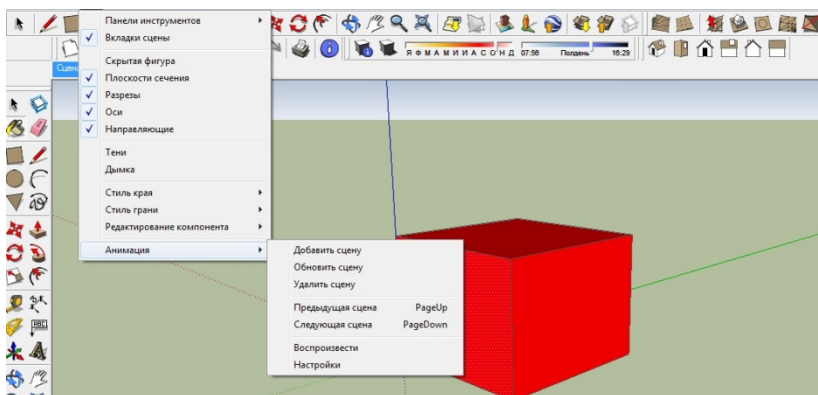 Панели инструментов
Вкладки сцены
Скрытая фигура
Плоскости сечения
Разрезы
Оси
Направляющие
Тени
Дымка
Стиль края
Стиль грани
Редактирование компонента
Анимация
Добавить сцену
Обновить сцену
Удалить сцену
Предыдущая сцена PageUp
Следующая сцена PageDown
Воспроизвести
Настройки
Я Ф М А М И И А С О Н Д 07:56 Полдень 16:29
Сцена
ABC